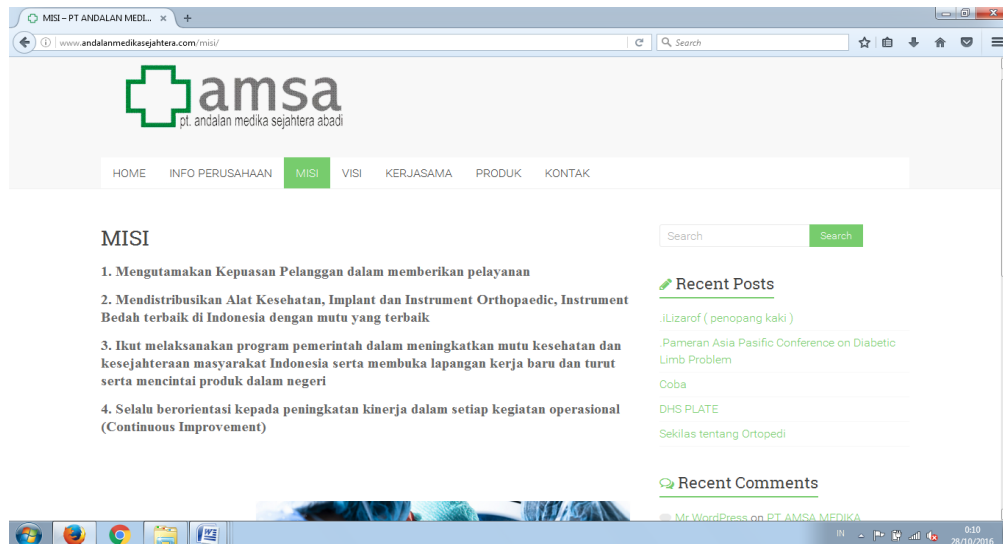 MISI – PT ANDALAN MEDI...
www.andalanmedikasejahtera.com/misi/
Search
amsa
pt. andalan medika sejahtera abadi
HOME INFO PERUSAHAAN MISI VISI KERJASAMA PRODUK KONTAK
MISI
1. Mengutamakan Kepuasan Pelanggan dalam memberikan pelayanan
2. Mendistribusikan Alat Kesehatan, Implant dan Instrument Orthopaedic, Instrument
Bedah terbaik di Indonesia dengan mutu yang terbaik
3. Ikut melaksanakan program pemerintah dalam meningkatkan mutu kesehatan dan
kesejahteraan masyarakat Indonesia serta membuka lapangan kerja baru dan turut
serta mencintai produk dalam negeri
4. Selalu berorientasi kepada peningkatan kinerja dalam setiap kegiatan operasional
(Continuous Improvement)
Search Search
Recent Posts
.iLizarof ( penopang kaki )
.Pameran Asia Pasific Conference on Diabetic
Limb Problem
Coba
DHS PLATE
Sekilas tentang Ortopedi
Recent Comments
Mr WordPress on PT AMSA MEDIKA
IN
0:10
28/10/2016